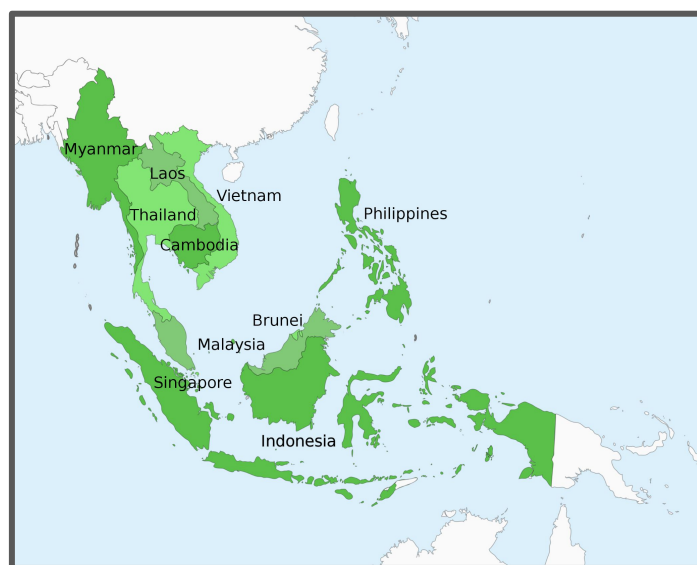 Myanmar
Laos
Vietnam
Thailand
Philippines
Cambodia
Brunei
Malaysia
Singapore
Indonesia